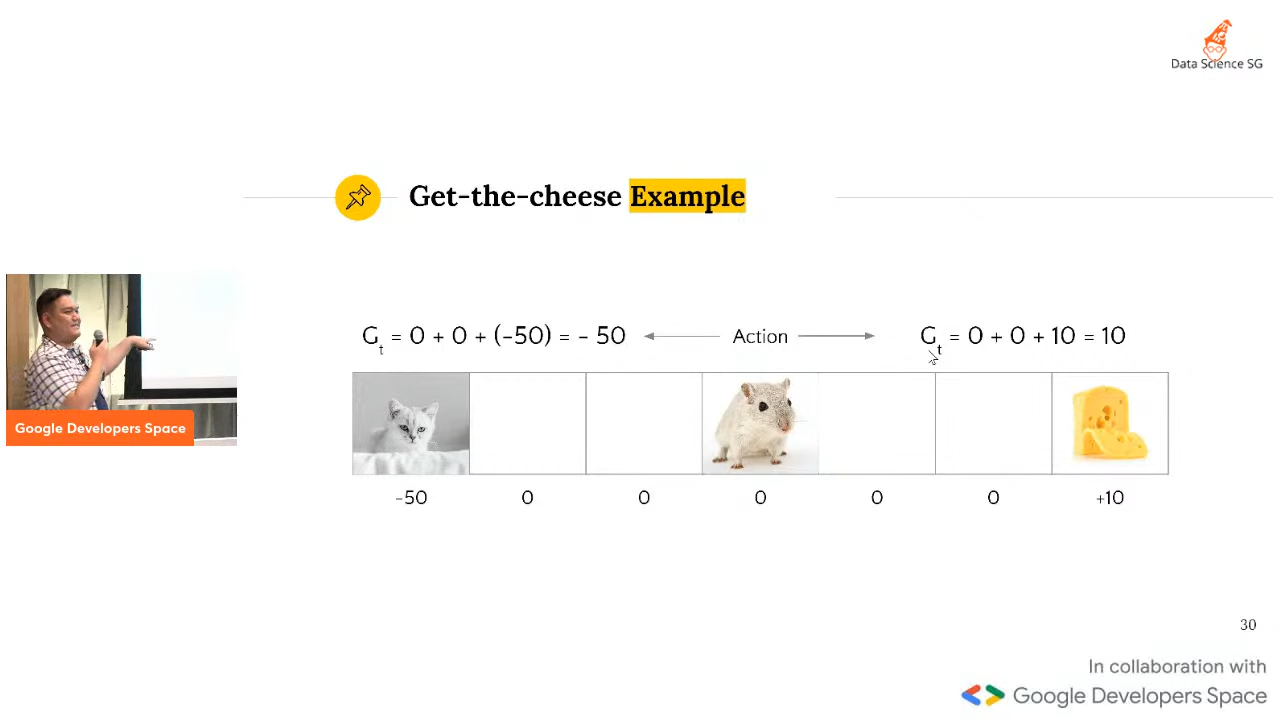 Data Science SG
Get-the-cheese Example
Gt = 0 + 0 + (-50) = - 50
Action
Gt = 0 + 0 + 10 = 10
Google Developers Space
-50 0 0 0 0 0 +10
30
In collaboration with
Google Developers Space